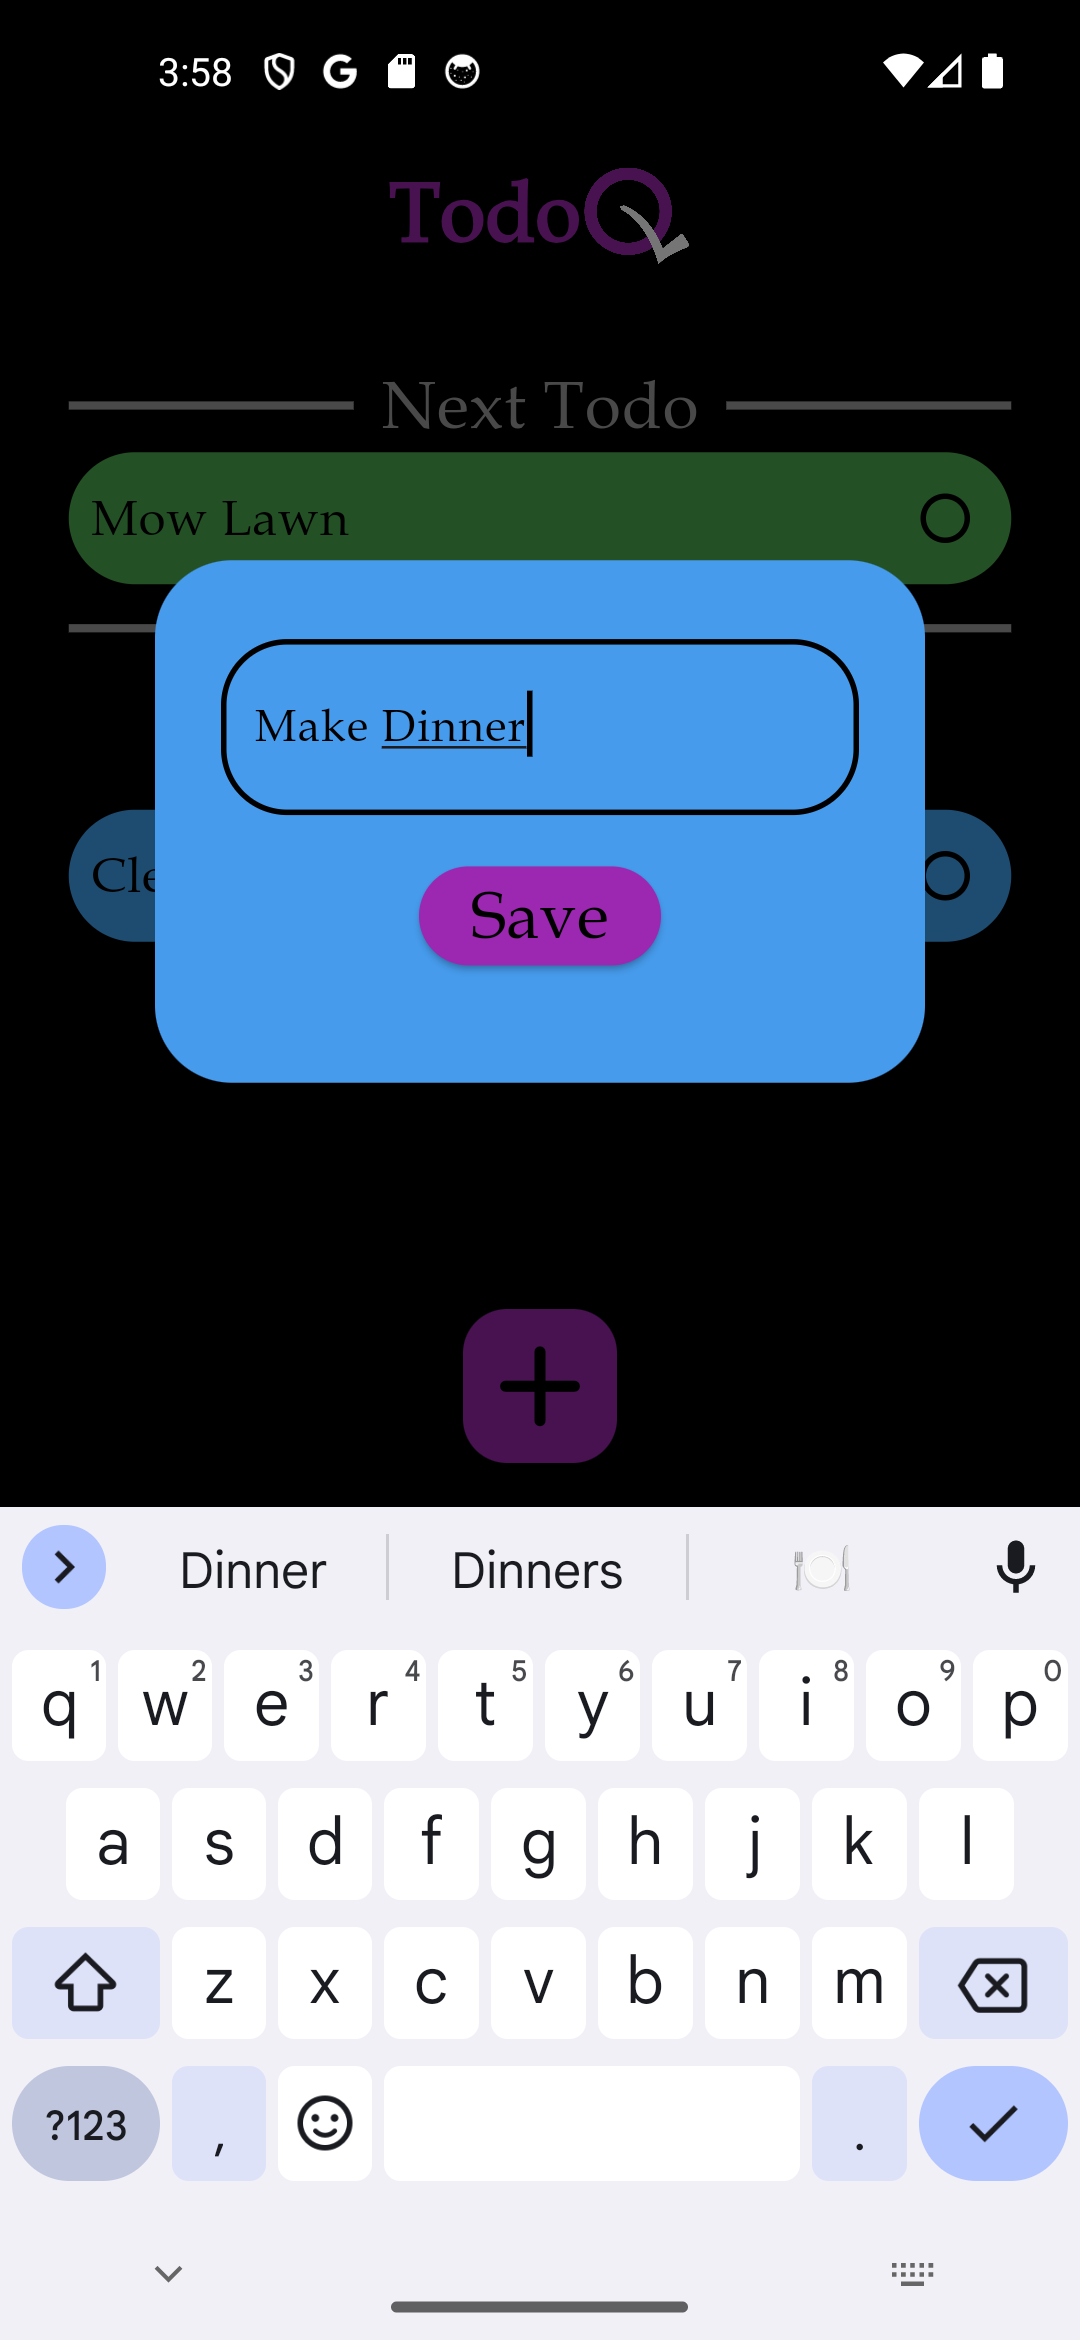 3:58
Todo
Next Todo
Mow Lawn
Make Dinner
Cle
Save
Dinner Dinners
1 2 3 4 5 6 7 8 9 0
q w e r t y u i o p
a s d f g h j k l
z x c v b n m
?123 , .